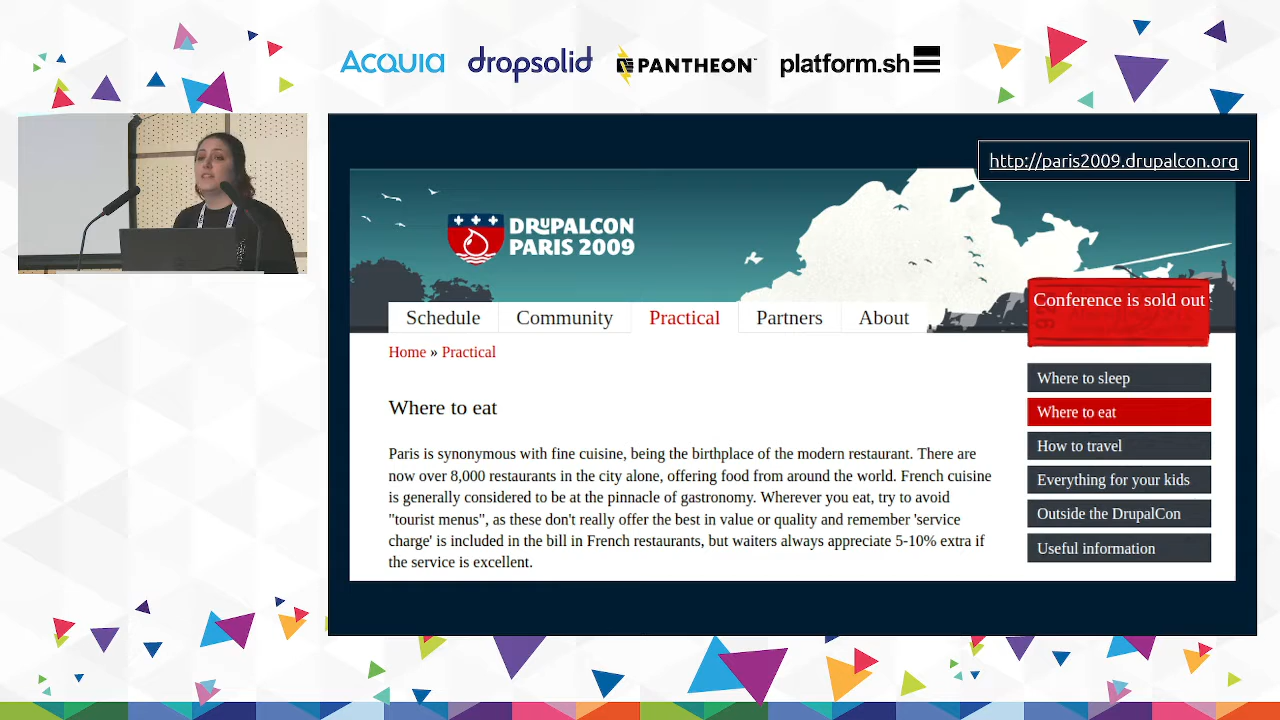 ACQUIA dropsolid PANTHEON platform.sh
http://paris2009.drupalcon.org
DRUPALCON
PARIS 2009
Conference is sold out
Schedule Community Practical Partners About
Home » Practical
Where to sleep
Where to eat
How to travel
Everything for your kids
Outside the DrupalCon
Useful information
Where to eat
Paris is synonymous with fine cuisine, being the birthplace of the modern restaurant. There are
now over 8,000 restaurants in the city alone, offering food from around the world. French cuisine
is generally considered to be at the pinnacle of gastronomy. Wherever you eat, try to avoid
"tourist menus", as these don't really offer the best in value or quality and remember 'service
charge' is included in the bill in French restaurants, but waiters always appreciate 5-10% extra if
the service is excellent.